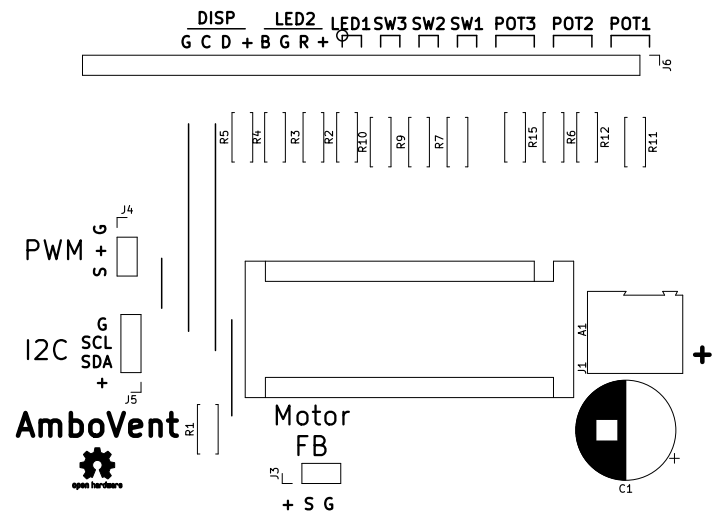 DISP LED2 LED1 SW3 SW2 SW1 POT3 POT2 POT1
G C D + B G R +
J6
R5 R4 R3 R2 R10 R9 R7 R15 R6 R12 R11
J4
G
PWM +
S
A1
G
I2C SCL
SDA
+
J1
+
J5
AmboVent
R1
Motor
FB
open hardware
J3
+ S G
+
C1